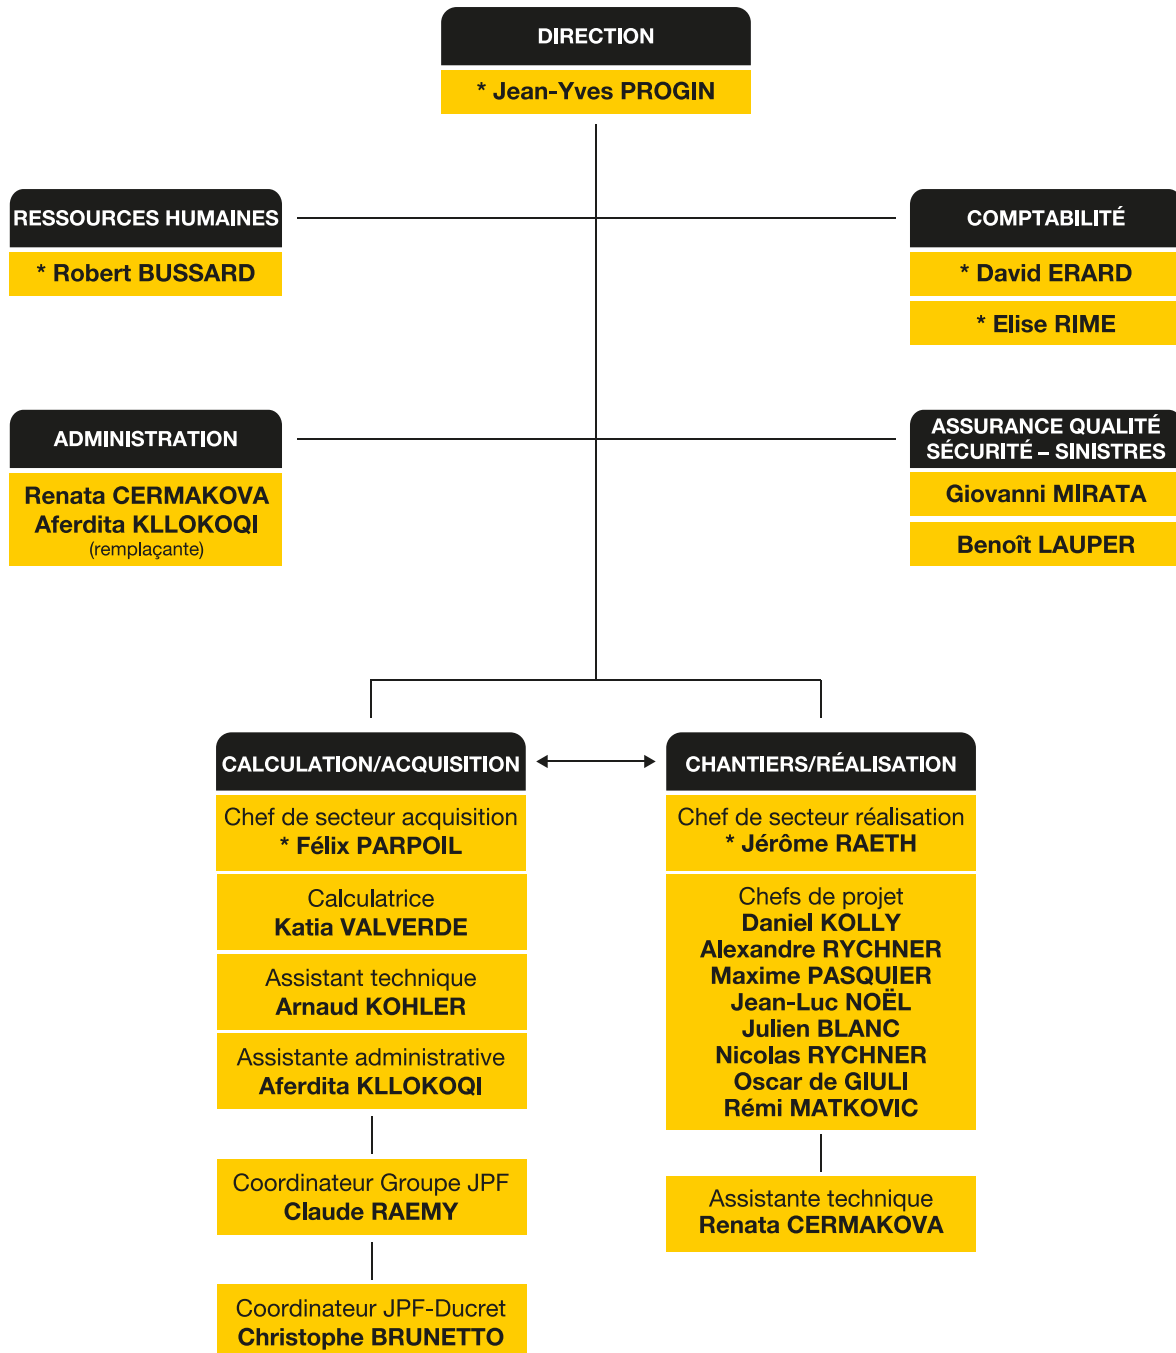 DIRECTION
* Jean-Yves PROGIN
RESSOURCES HUMAINES
* Robert BUSSARD
COMPTABILITÉ
* David ERARD
* Elise RIME
ADMINISTRATION
Renata CERMAKOVA
Aferdita KLLOKOQI
(remplaçante)
ASSURANCE QUALITÉ
SÉCURITÉ – SINISTRES
Giovanni MIRATA
Benoît LAUPER
CALCULATION/ACQUISITION
Chef de secteur acquisition
* Félix PARPOIL
Calculatrice
Katia VALVERDE
Assistant technique
Arnaud KOHLER
Assistante administrative
Aferdita KLLOKOQI
Coordinateur Groupe JPF
Claude RAEMY
Coordinateur JPF-Ducret
Christophe BRUNETTO
CHANTIERS/RÉALISATION
Chef de secteur réalisation
* Jérôme RAETH
Chefs de projet
Daniel KOLLY
Alexandre RYCHNER
Maxime PASQUIER
Jean-Luc NOËL
Julien BLANC
Nicolas RYCHNER
Oscar de GIULI
Rémi MATKOVIC
Assistante technique
Renata CERMAKOVA